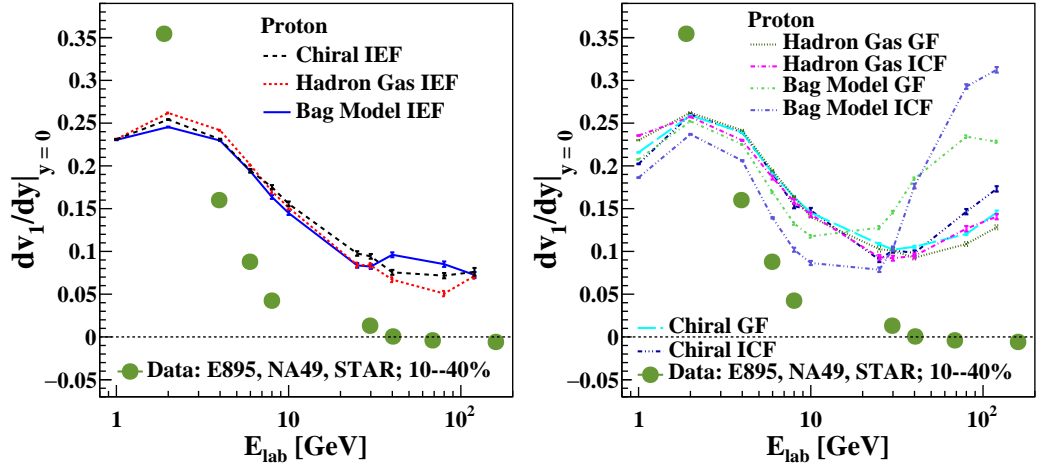 Proton
Chiral IEF
Hadron Gas IEF
Bag Model IEF
Data: E895, NA49, STAR; 10--40%
dv₁/dy|y = 0
0.35
0.3
0.25
0.2
0.15
0.1
0.05
0
−0.05
1
10
10²
E_lab [GeV]
Proton
Hadron Gas GF
Hadron Gas ICF
Bag Model GF
Bag Model ICF
Chiral GF
Chiral ICF
Data: E895, NA49, STAR; 10--40%
dv₁/dy|y = 0
0.35
0.3
0.25
0.2
0.15
0.1
0.05
0
−0.05
1
10
10²
E_lab [GeV]